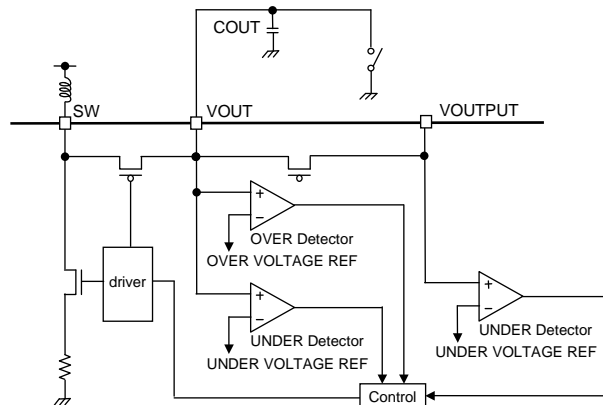 COUT
SW
VOUT
VOUTPUT
+
−
OVER Detector
OVER VOLTAGE REF
driver
+
−
UNDER Detector
UNDER VOLTAGE REF
+
−
UNDER Detector
UNDER VOLTAGE REF
Control